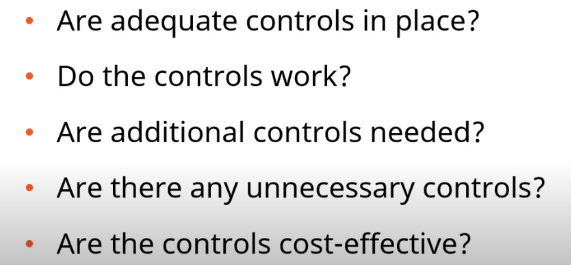 • Are adequate controls in place?
• Do the controls work?
• Are additional controls needed?
• Are there any unnecessary controls?
• Are the controls cost-effective?